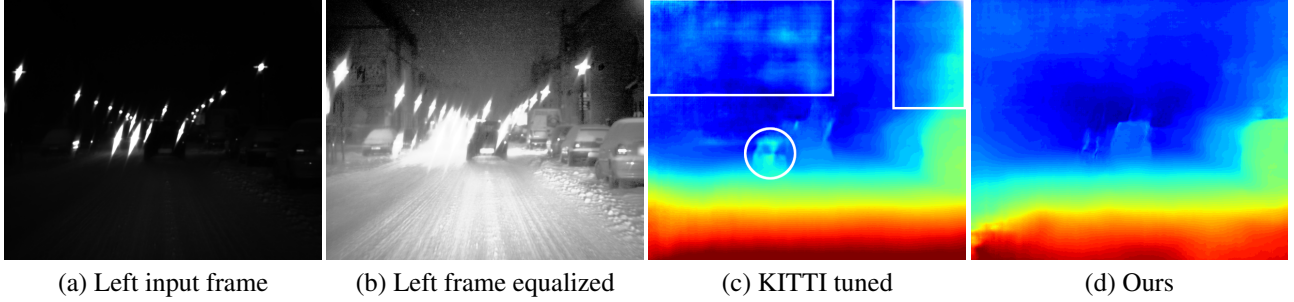 (a) Left input frame
(b) Left frame equalized
(c) KITTI tuned
(d) Ours